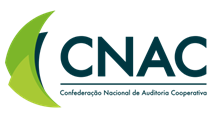 CNAC
Confederação Nacional de Auditoria Cooperativa